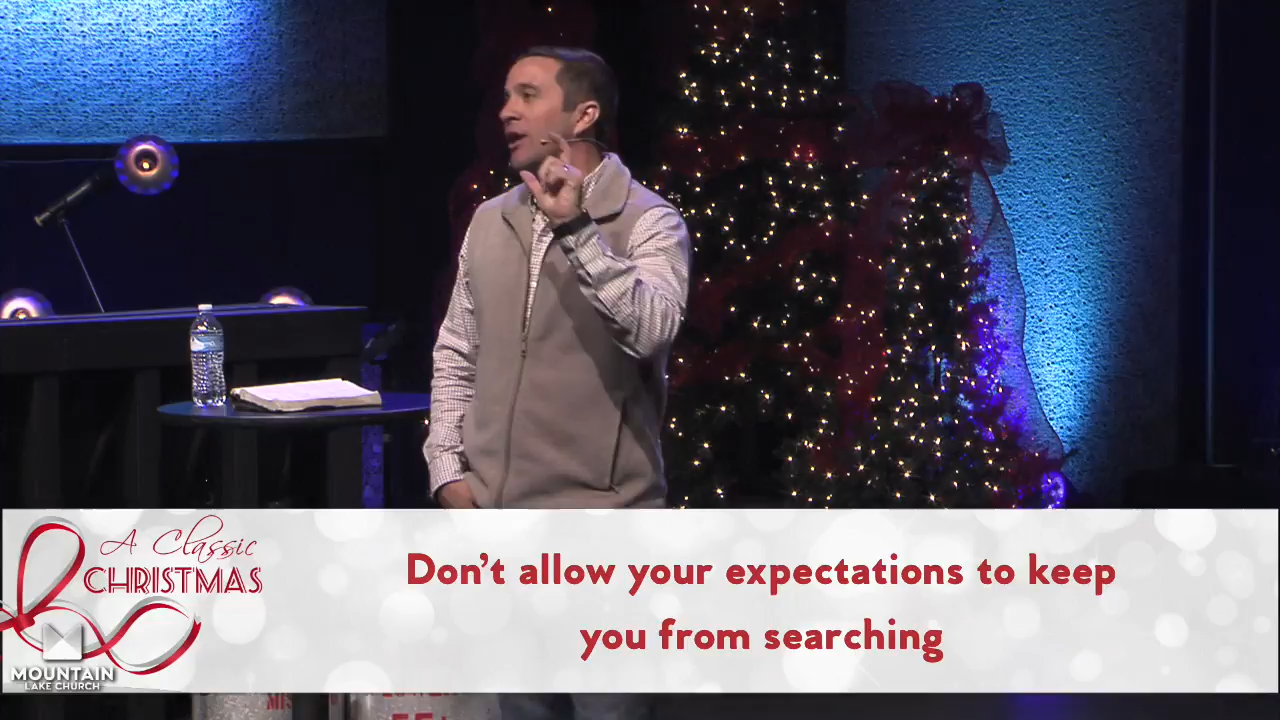 A Classic
CHRISTMAS
MOUNTAIN
LAKE CHURCH
Don't allow your expectations to keep
you from searching